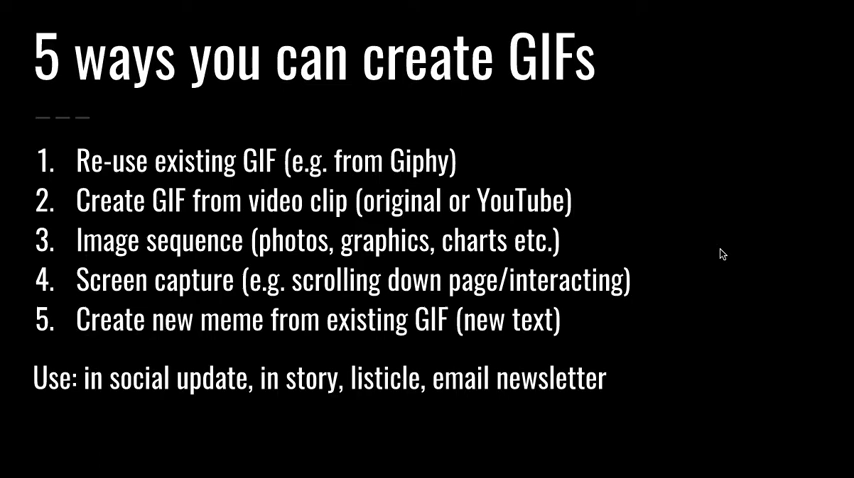 5 ways you can create GIFs
1. Re-use existing GIF (e.g. from Giphy)
2. Create GIF from video clip (original or YouTube)
3. Image sequence (photos, graphics, charts etc.)
4. Screen capture (e.g. scrolling down page/interacting)
5. Create new meme from existing GIF (new text)
Use: in social update, in story, listicle, email newsletter